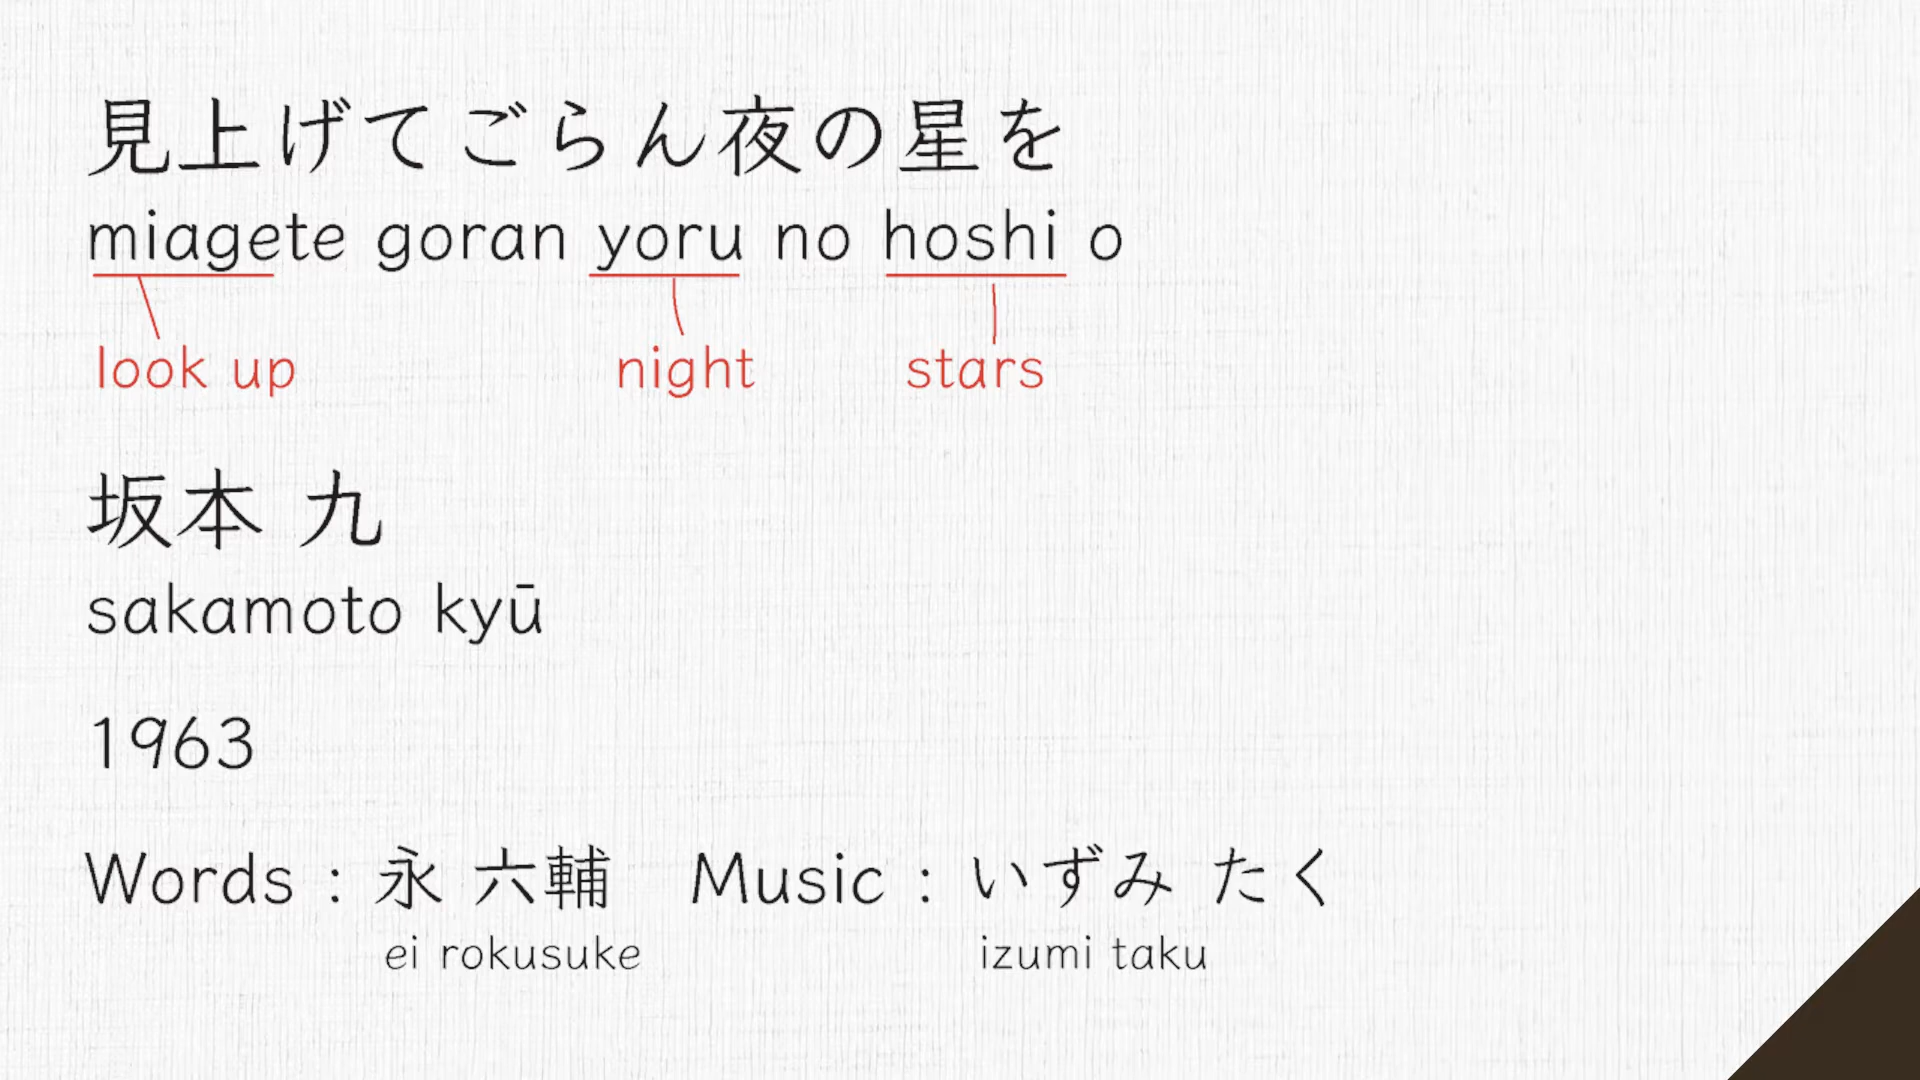 見上げてごらん夜の星を
miagete goran yoru no hoshi o
look up night stars
坂本 九
sakamoto kyū
1963
Words : 永 六輔 Music : いずみ たく
ei rokusuke izumi taku